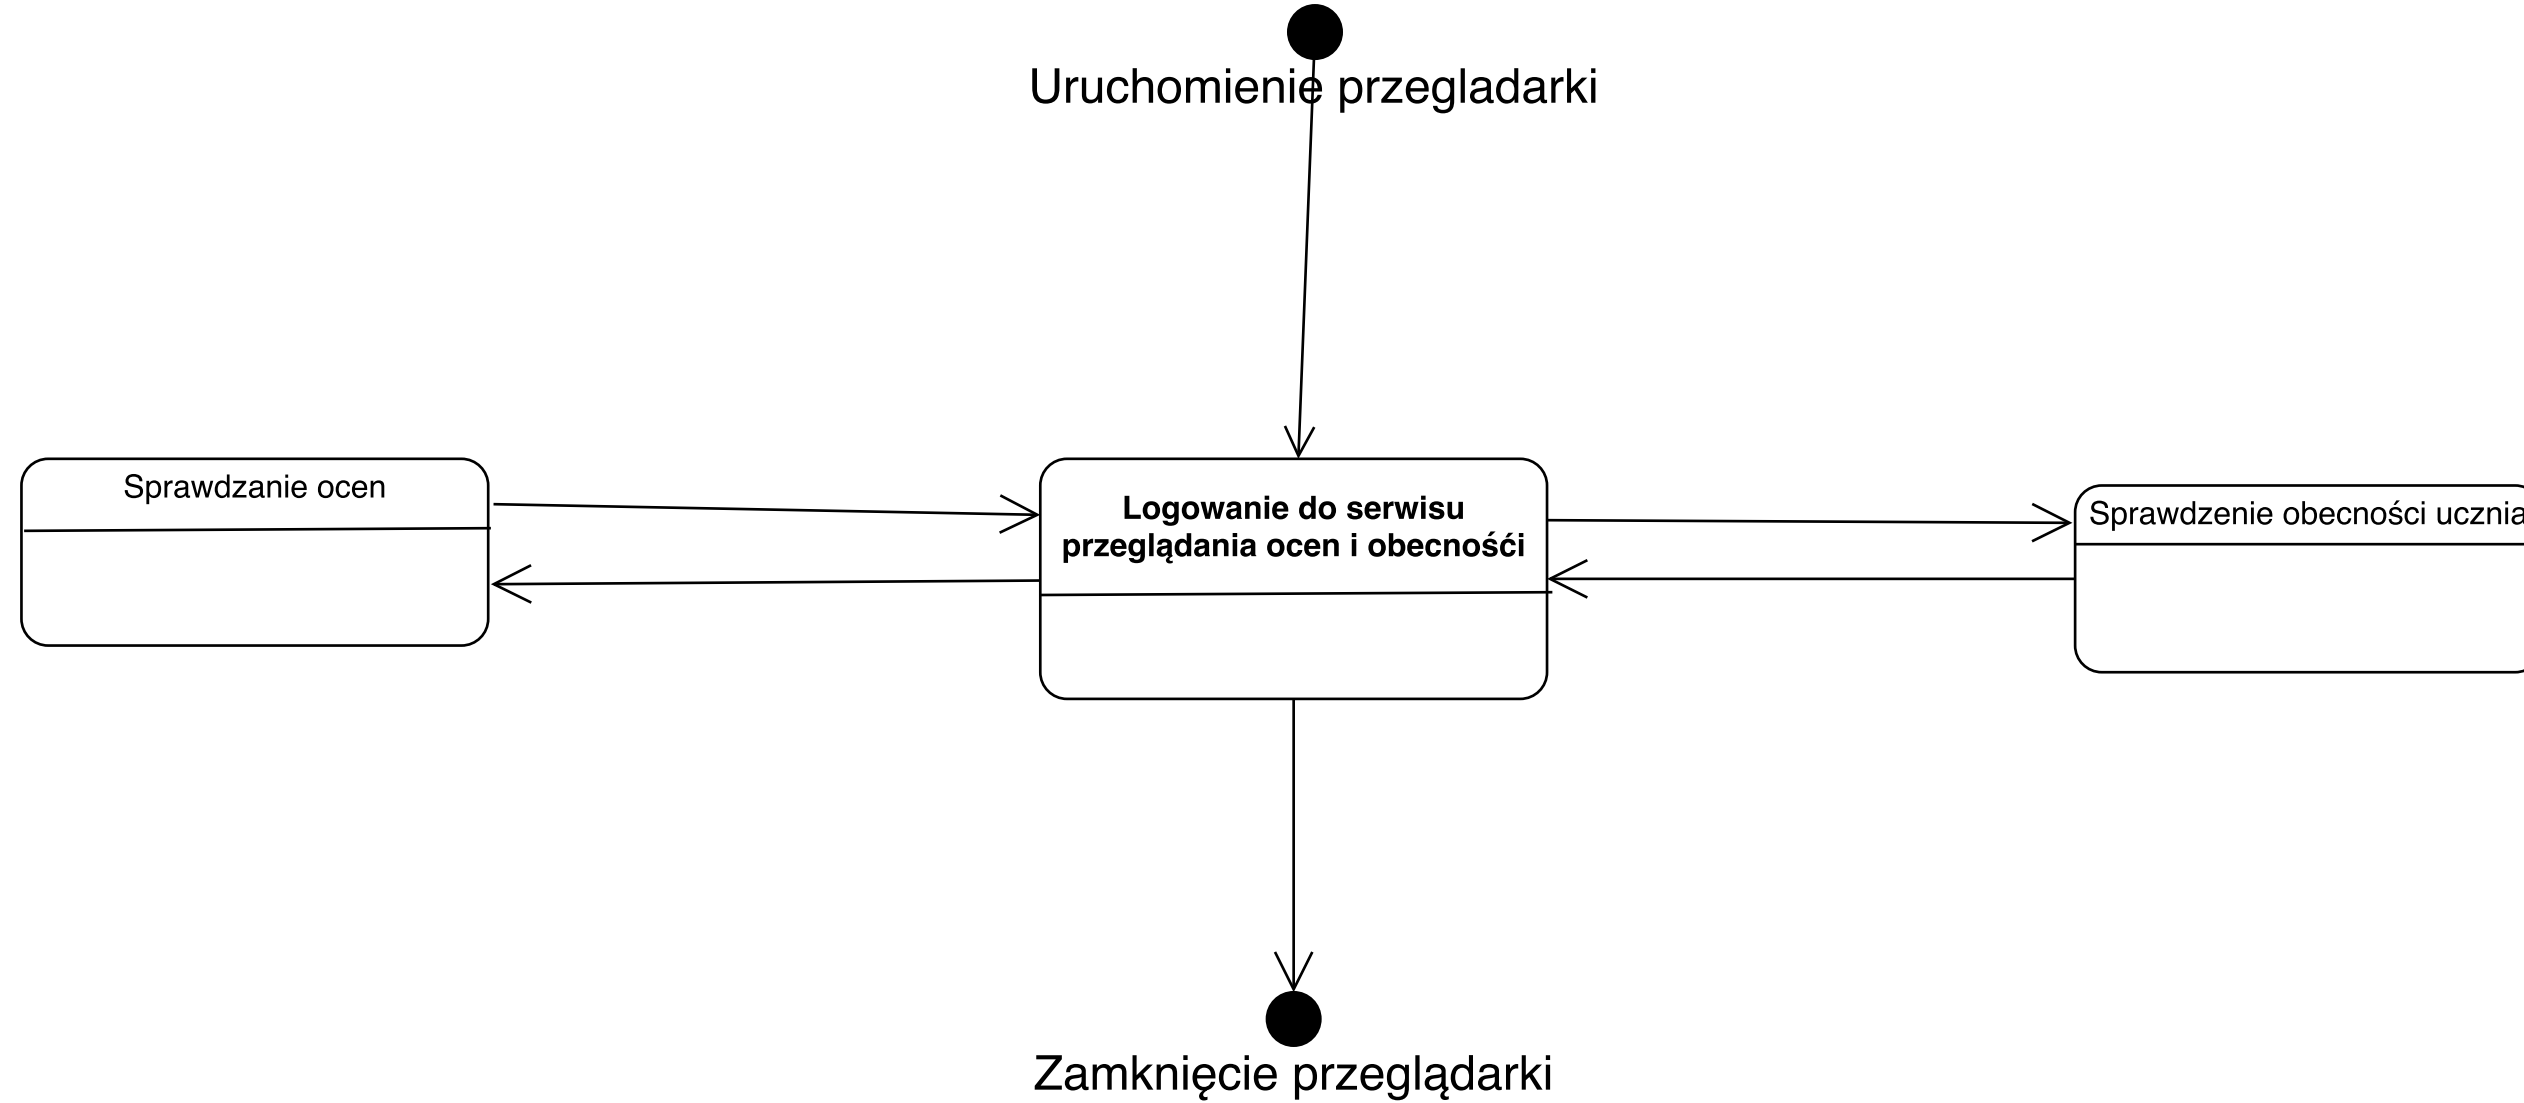 Uruchomienie przegladarki
Sprawdzanie ocen
Logowanie do serwisu
przeglądania ocen i obecnośći
Sprawdzenie obecności ucznia
Zamknięcie przeglądarki